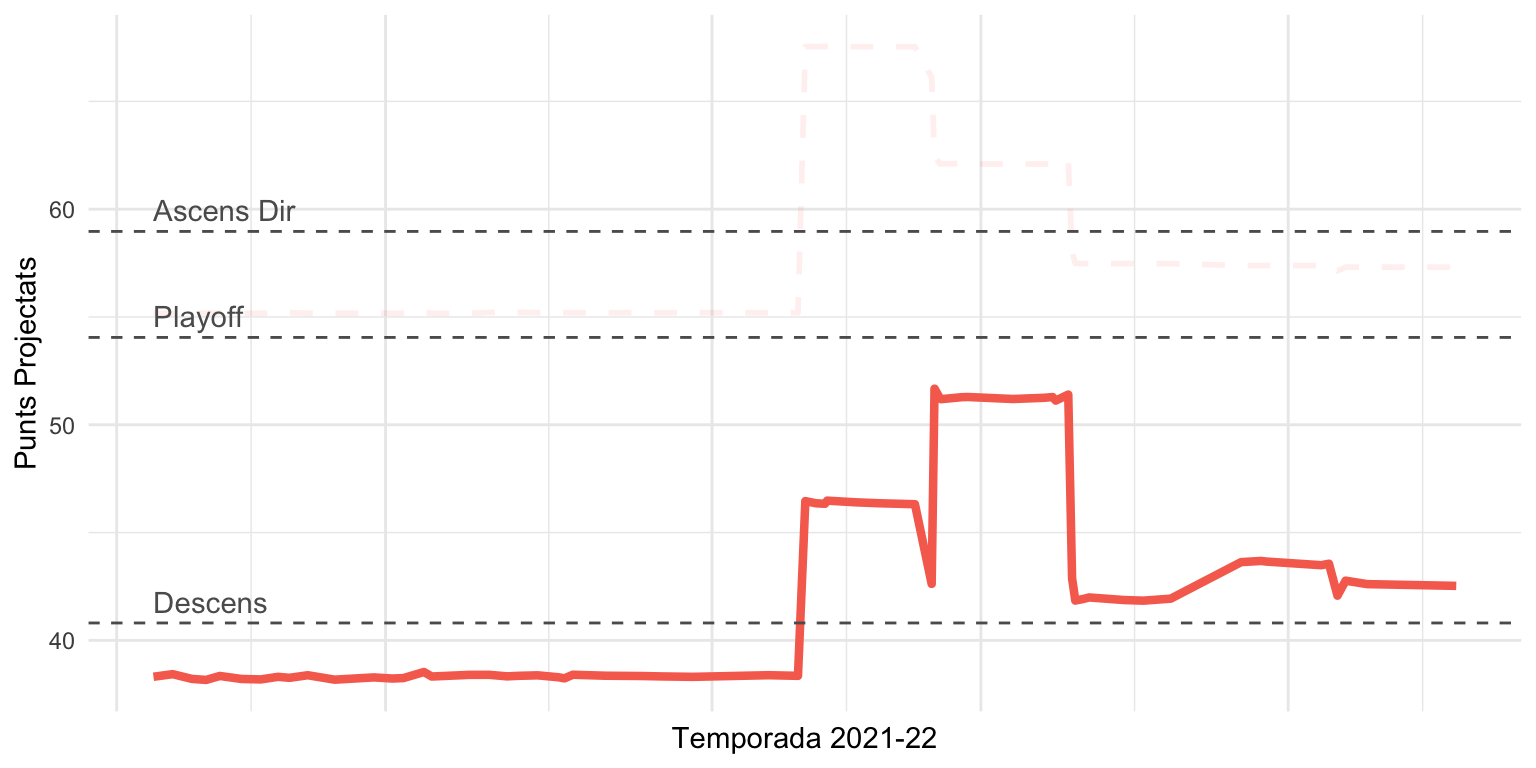 60
50
40
Punts Projectats
Ascens Dir
Playoff
Descens
Temporada 2021-22